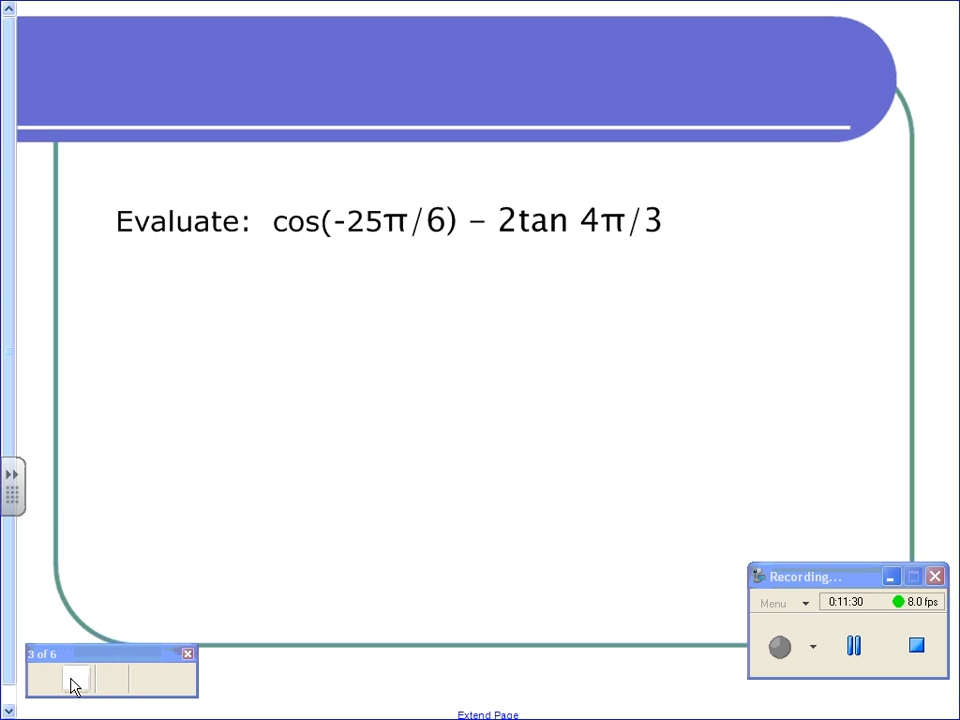 Evaluate: cos(-25π/6) – 2tan 4π/3
Recording...
Menu 0:11:30 8.0 fps
3 of 6
Extend Page